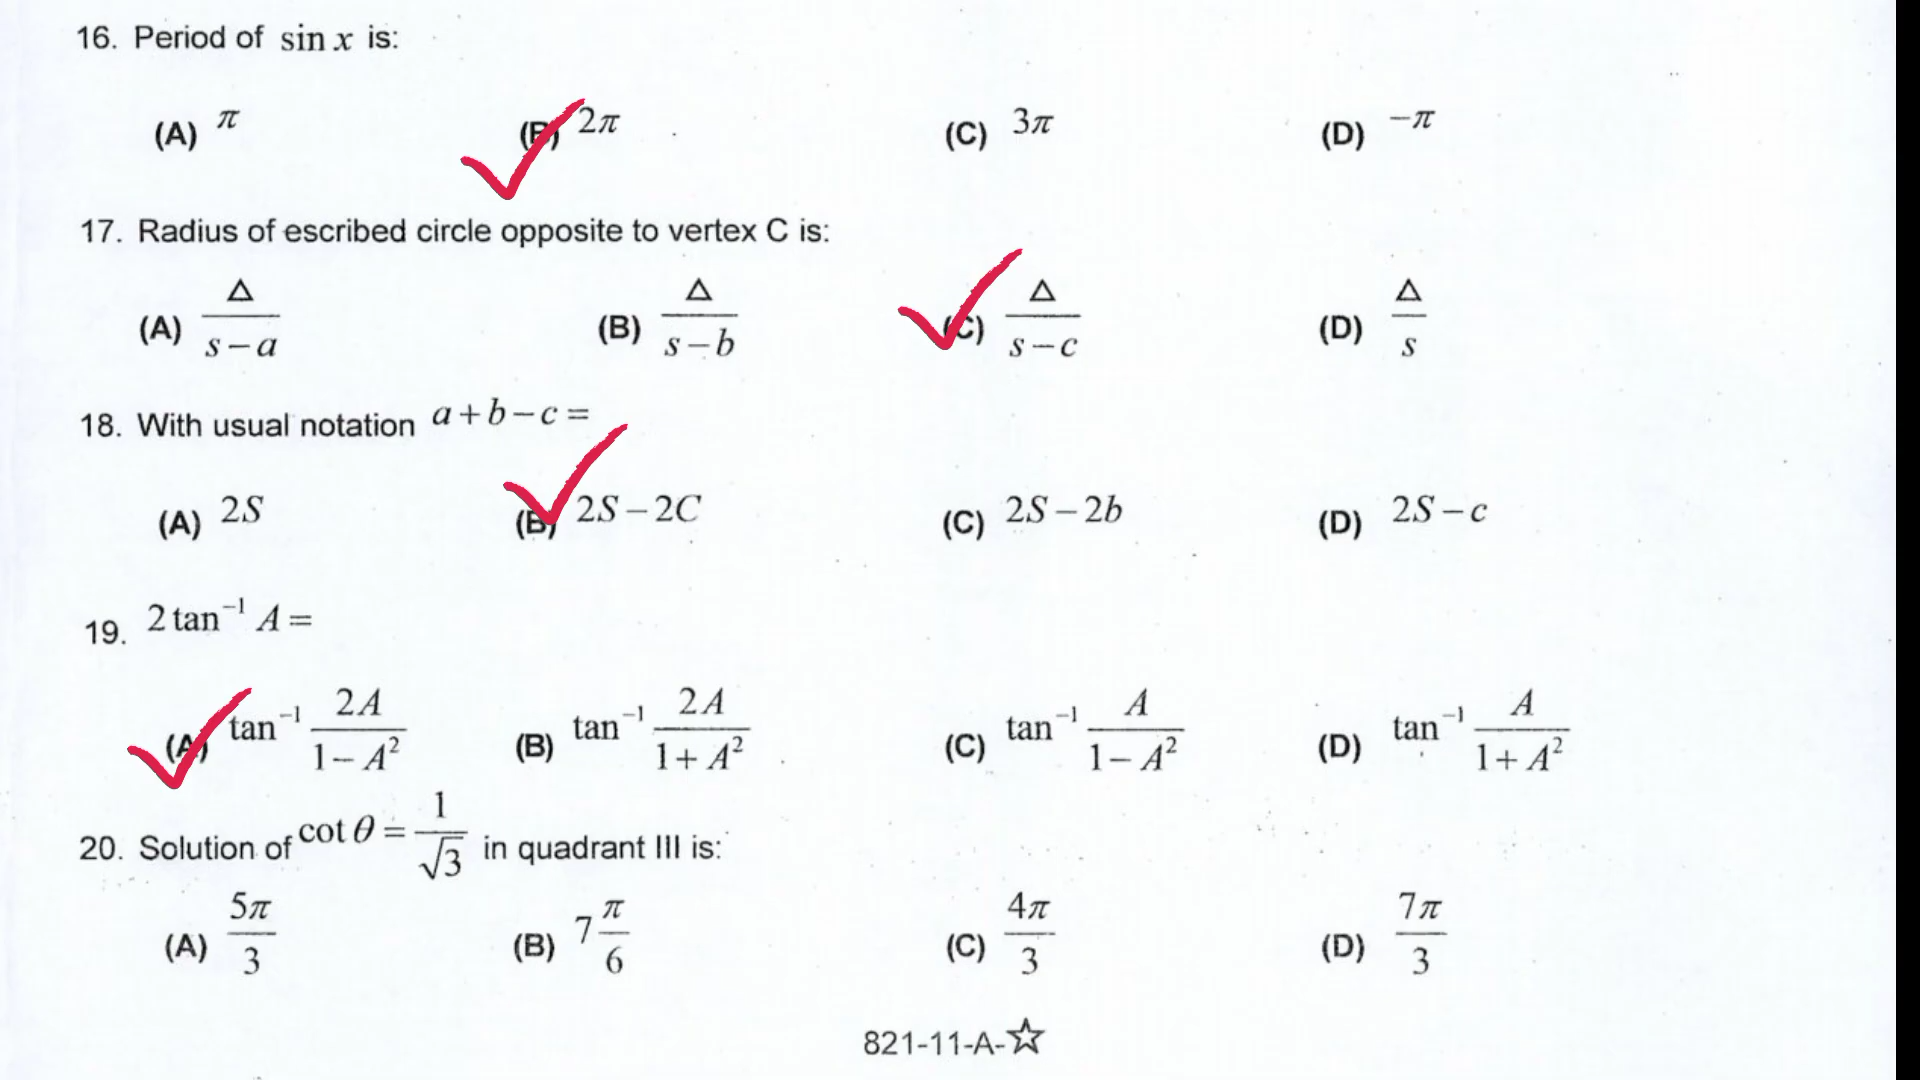 16. Period of sin x is:
(A) π (B) 2π (C) 3π (D) −π
17. Radius of escribed circle opposite to vertex C is:
(A) Δ/(s−a) (B) Δ/(s−b) (C) Δ/(s−c) (D) Δ/s
18. With usual notation a+b−c=
(A) 2S (B) 2S−2C (C) 2S−2b (D) 2S−c
19. 2 tan⁻¹ A=
(A) tan⁻¹ 2A/(1−A²) (B) tan⁻¹ 2A/(1+A²) (C) tan⁻¹ A/(1−A²) (D) tan⁻¹ A/(1+A²)
20. Solution of cot θ = 1/√3 in quadrant III is:
(A) 5π/3 (B) 7 π/6 (C) 4π/3 (D) 7π/3
821-11-A-☆